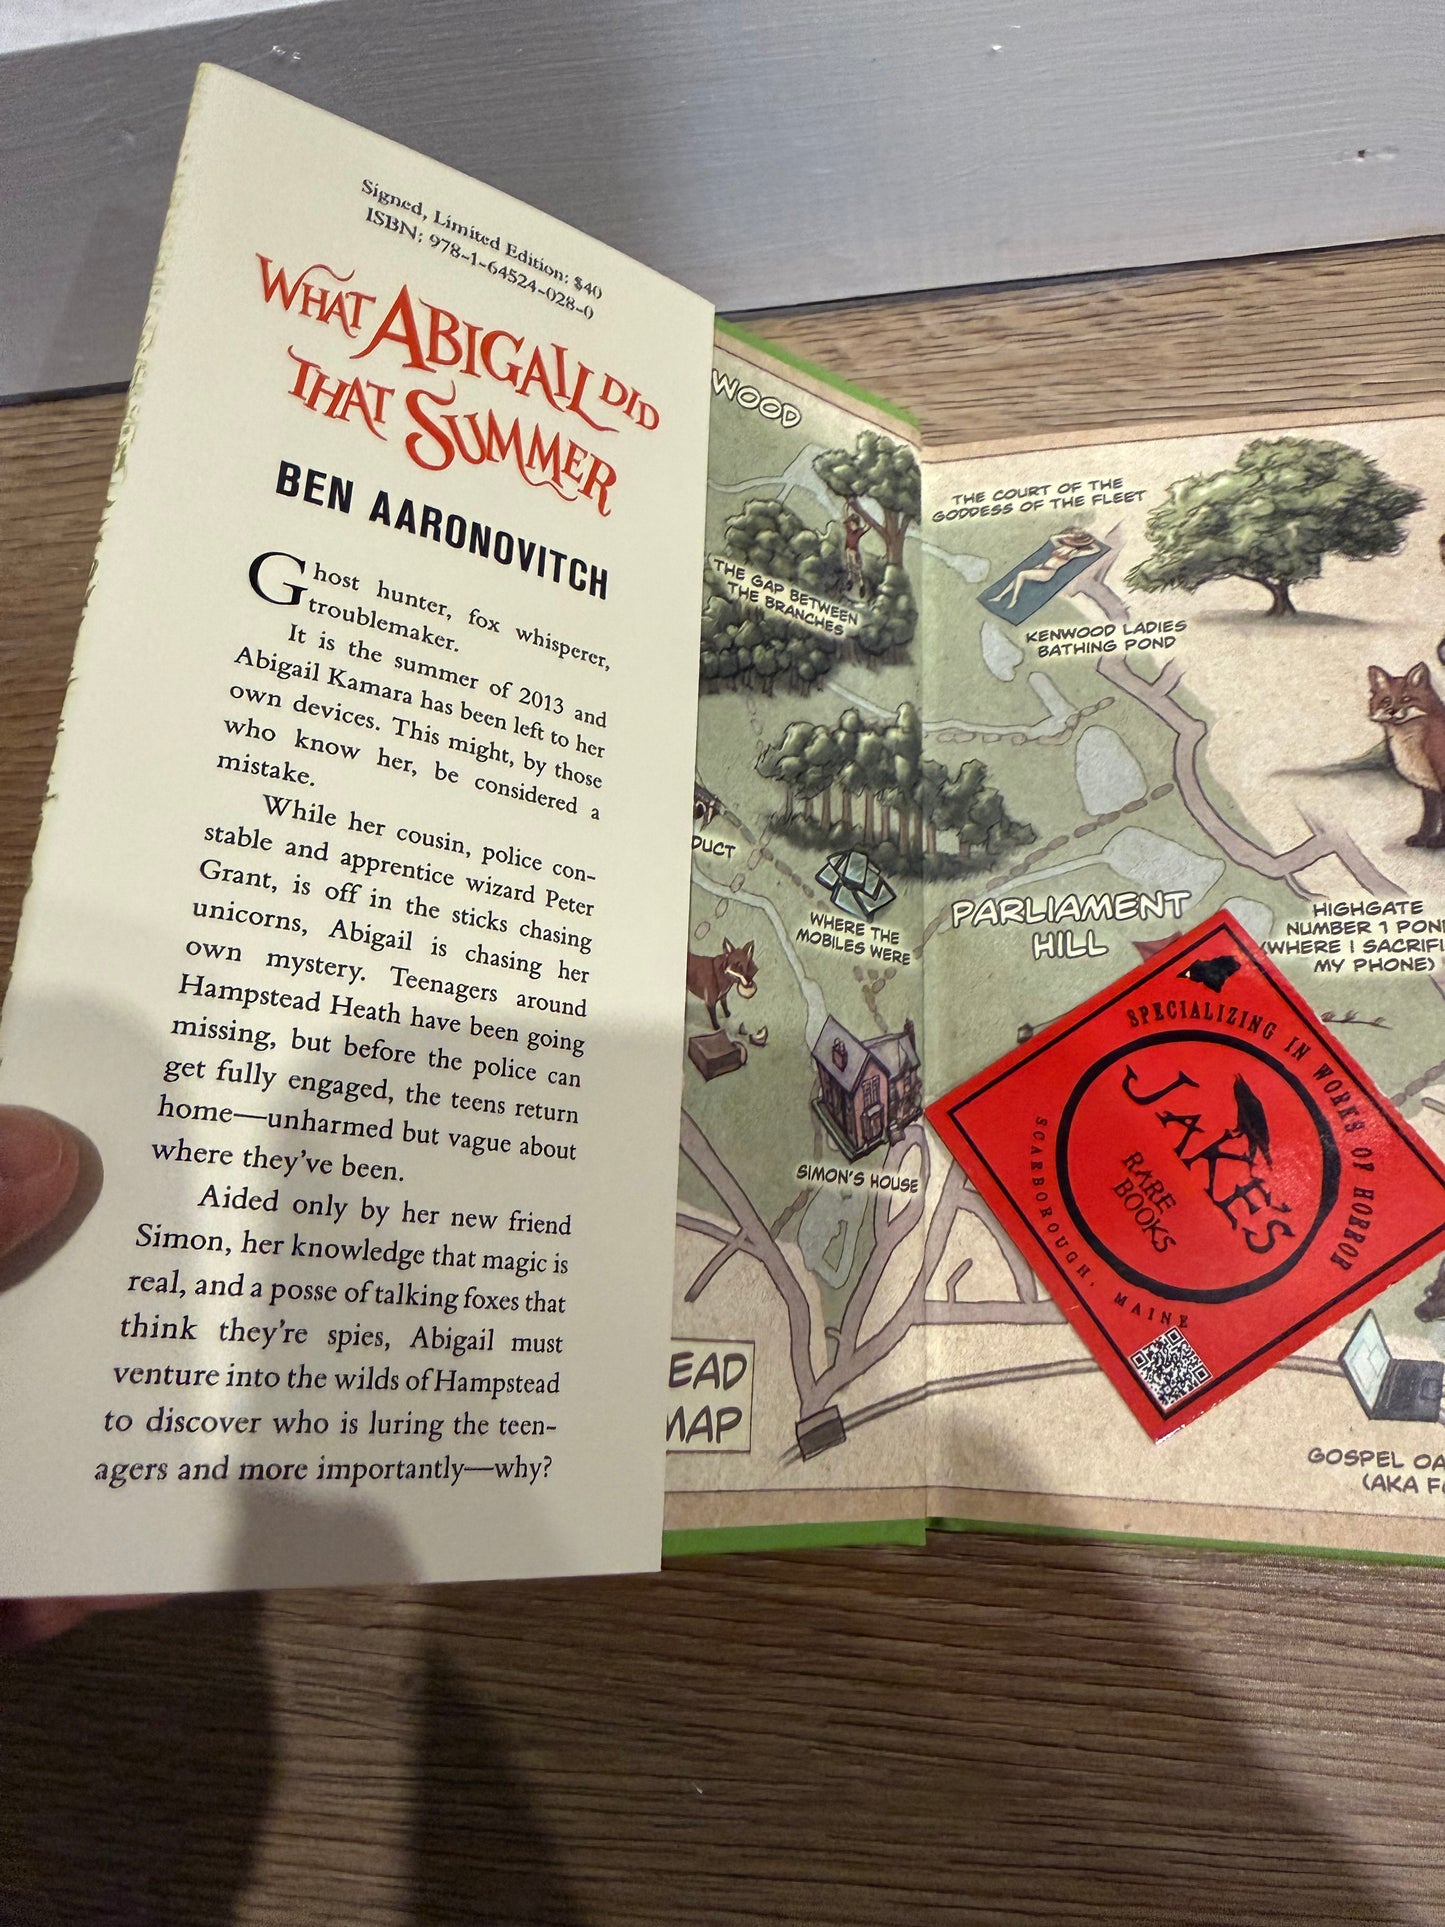 Signed, Limited Edition: $40
ISBN: 978-1-64524-028-0
WHAT ABIGAIL DID
THAT SUMMER
BEN AARONOVITCH
Ghost hunter, fox whisperer,
troublemaker.
It is the summer of 2013 and
Abigail Kamara has been left to her
own devices. This might, by those
who know her, be considered a
mistake.
While her cousin, police con-
stable and apprentice wizard Peter
Grant, is off in the sticks chasing
unicorns, Abigail is chasing her
own mystery. Teenagers around
Hampstead Heath have been going
missing, but before the police can
get fully engaged, the teens return
home—unharmed but vague about
where they've been.
Aided only by her new friend
Simon, her knowledge that magic is
real, and a posse of talking foxes that
think they're spies, Abigail must
venture into the wilds of Hampstead
to discover who is luring the teen-
agers and more importantly—why?
WOOD
THE GAP BETWEEN
THE BRANCHES
DUCT
WHERE THE
MOBILES WERE
SIMON'S HOUSE
EAD
MAP
THE COURT OF THE
GODDESS OF THE FLEET
KENWOOD LADIES
BATHING POND
PARLIAMENT
HILL
HIGHGATE
NUMBER 1 POND
(WHERE I SACRIFI
MY PHONE)
SPECIALIZING IN WORKS OF HORROR
JAKE'S
RARE
BOOKS
SCARBOROUGH, MAINE
GOSPEL OA
(AKA F